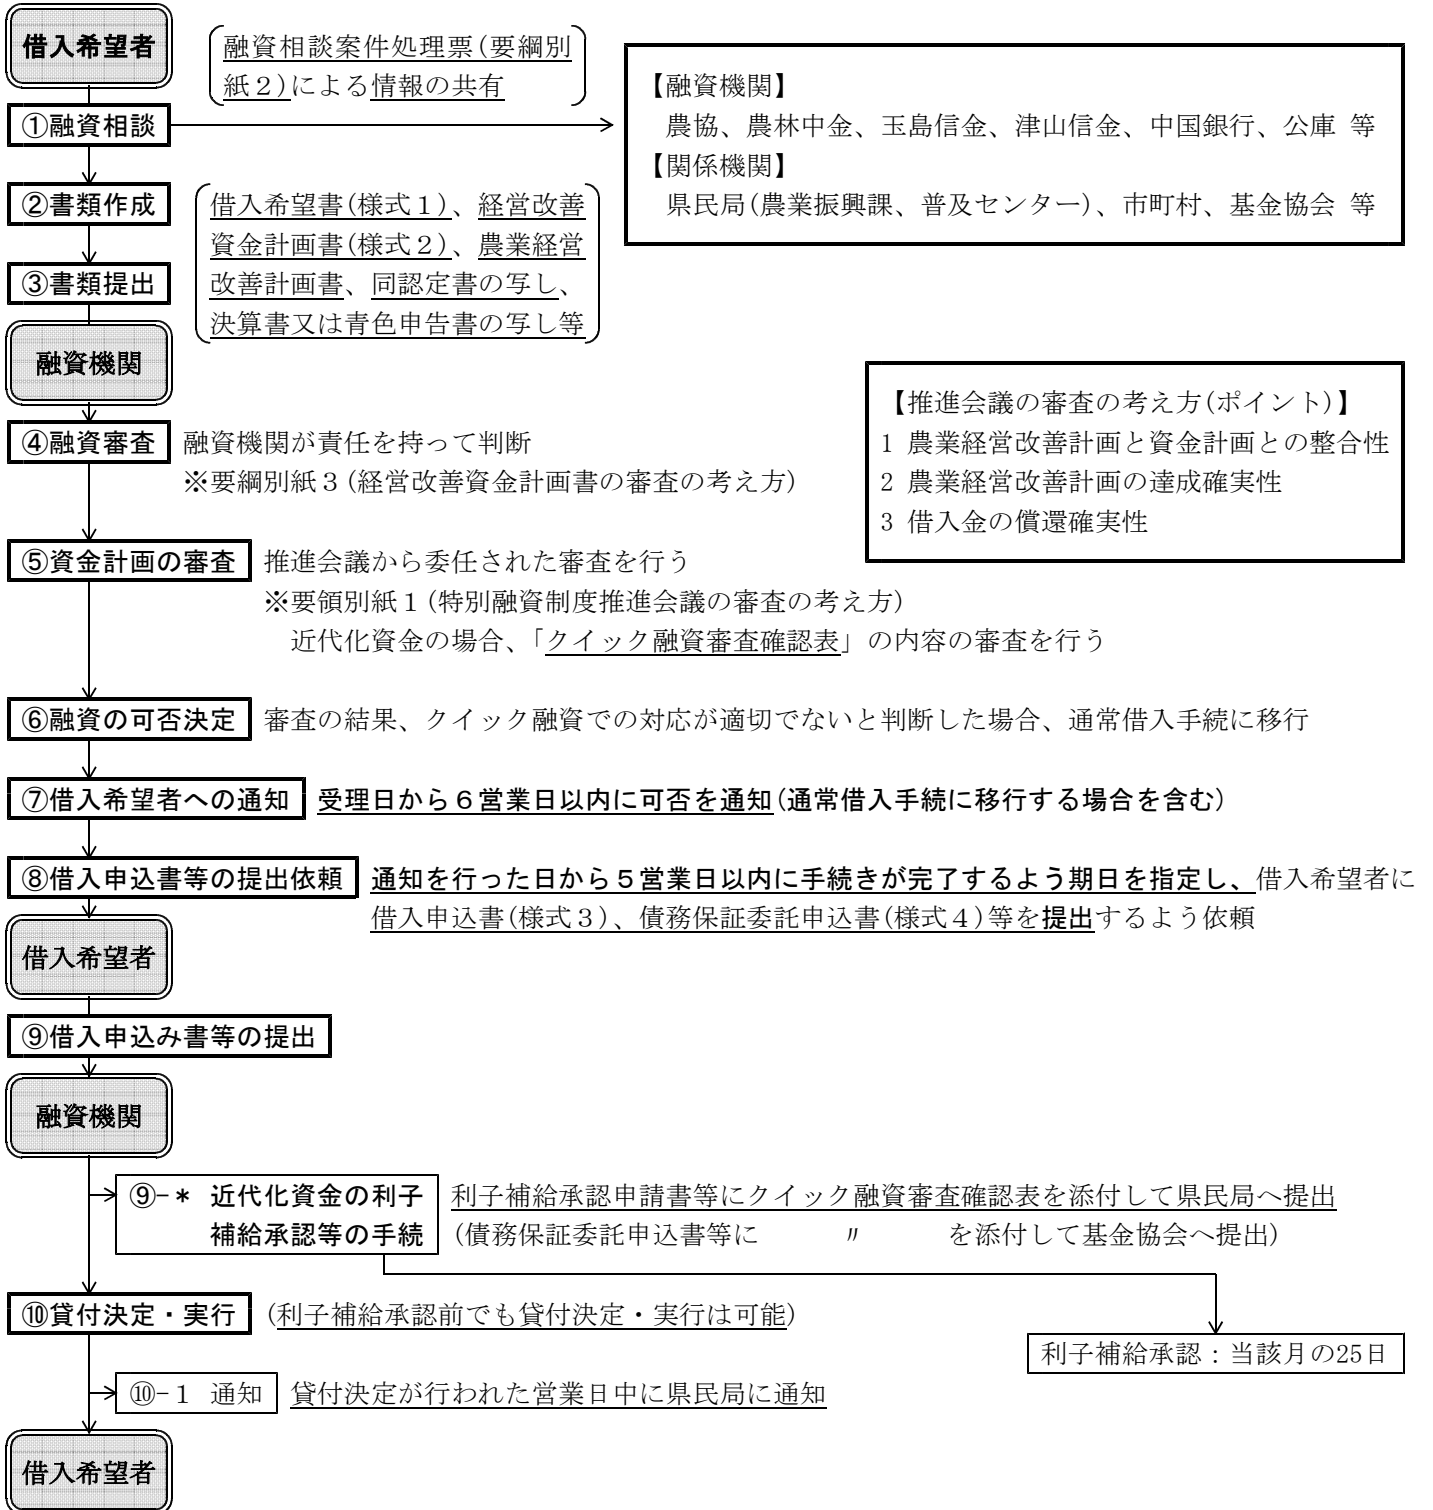 借入希望者
融資相談案件処理票(要綱別
紙２)による情報の共有
①融資相談
【融資機関】
農協、農林中金、玉島信金、津山信金、中国銀行、公庫 等
【関係機関】
県民局(農業振興課、普及センター)、市町村、基金協会 等
②書類作成
借入希望書(様式１)、経営改善
資金計画書(様式２)、農業経営
改善計画書、同認定書の写し、
決算書又は青色申告書の写し等
③書類提出
融資機関
【推進会議の審査の考え方(ポイント)】
1 農業経営改善計画と資金計画との整合性
2 農業経営改善計画の達成確実性
3 借入金の償還確実性
④融資審査 融資機関が責任を持って判断
※要綱別紙３(経営改善資金計画書の審査の考え方)
⑤資金計画の審査 推進会議から委任された審査を行う
※要領別紙１(特別融資制度推進会議の審査の考え方)
近代化資金の場合、「クイック融資審査確認表」の内容の審査を行う
⑥融資の可否決定 審査の結果、クイック融資での対応が適切でないと判断した場合、通常借入手続に移行
⑦借入希望者への通知 受理日から６営業日以内に可否を通知(通常借入手続に移行する場合を含む)
⑧借入申込書等の提出依頼 通知を行った日から５営業日以内に手続きが完了するよう期日を指定し、借入希望者に
借入申込書(様式３)、債務保証委託申込書(様式４)等を提出するよう依頼
借入希望者
⑨借入申込み書等の提出
融資機関
⑨-* 近代化資金の利子 利子補給承認申請書等にクイック融資審査確認表を添付して県民局へ提出
補給承認等の手続 (債務保証委託申込書等に 〃 を添付して基金協会へ提出)
⑩貸付決定・実行 (利子補給承認前でも貸付決定・実行は可能)
利子補給承認：当該月の25日
⑩-１ 通知 貸付決定が行われた営業日中に県民局に通知
借入希望者